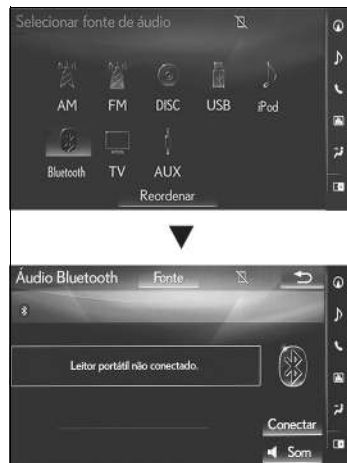 Selecionar fonte de áudio
AM FM DISC USB iPod
Bluetooth TV AUX
Reordenar
Áudio Bluetooth Fonte
Leitor portátil não conectado.
Conectar
Som